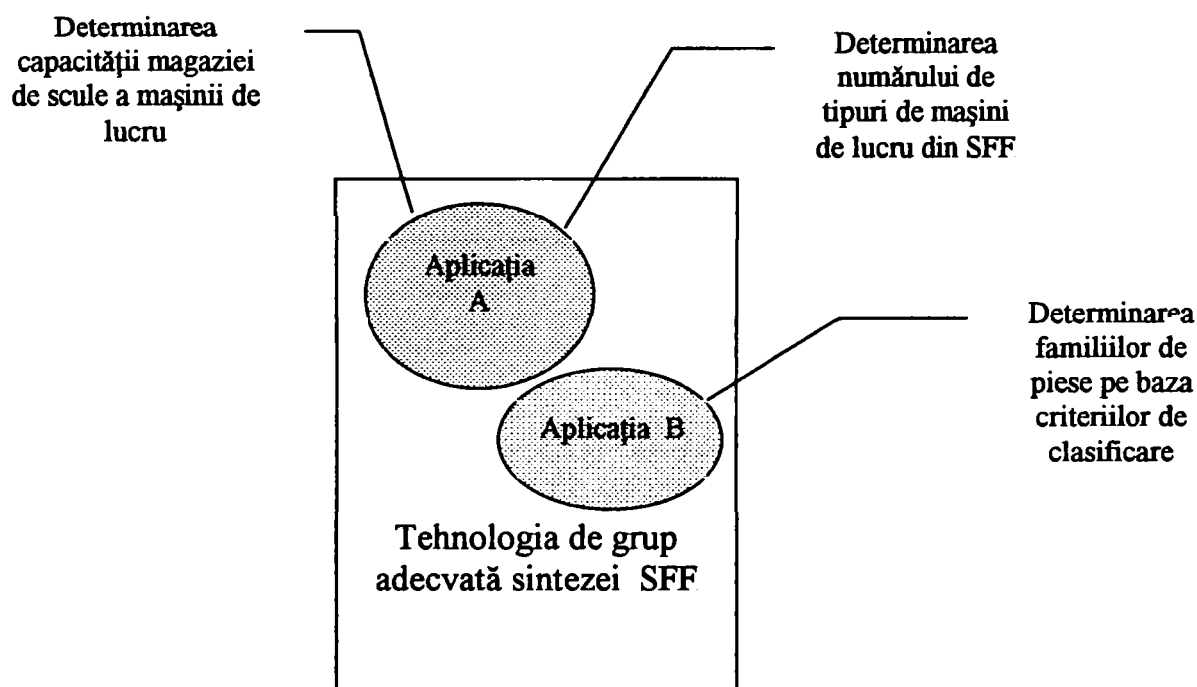 Determinarea
capacității magaziei
de scule a mașinii de
lucru
Determinarea
numărului de
tipuri de mașini
de lucru din SFF
Aplicația
A
Determinarea
familiilor de
piese pe baza
criteriilor de
clasificare
Aplicația B
Tehnologia de grup
adecvată sintezei SFF